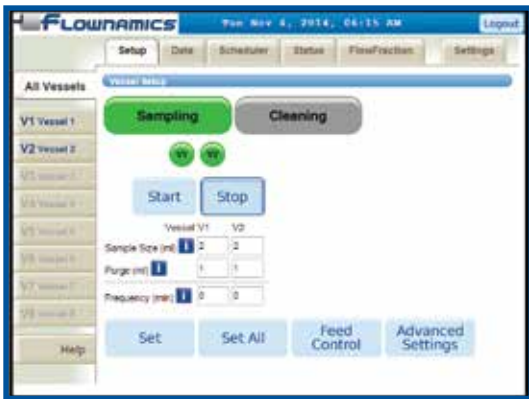 FLOWNAMICS
Tue Nov 4, 2014, 06:15 AM
Logout
Setup Data Scheduler Status FlowFraction Settings
All Vessels
Vessel Setup
Sampling Cleaning
V1 Vessel 1
V2 Vessel 2
V1 V2
Start Stop
Vessel V1 V2
Sample Size (ml) i 2 2
Purge (ml) i 1 1
Frequency (min) i 0 0
Set Set All Feed Control Advanced Settings
Help